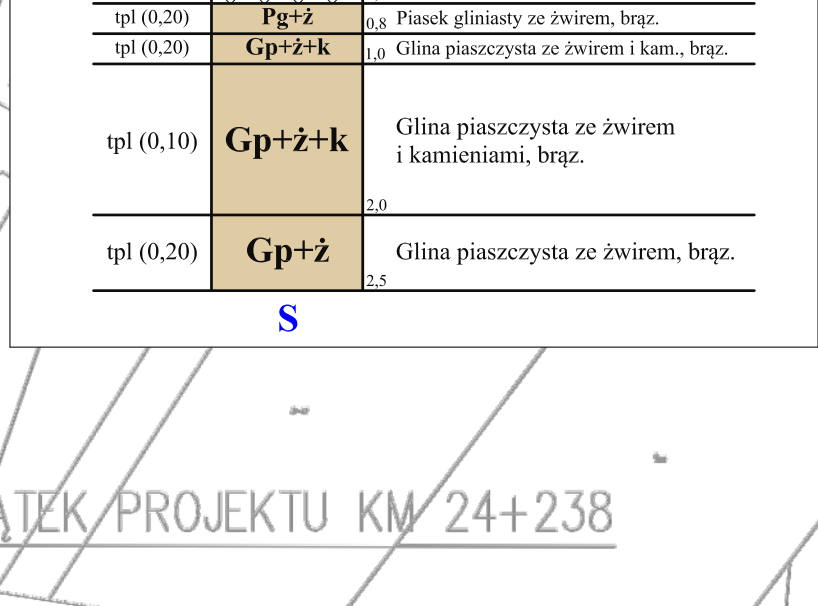 tpl (0,20) Pg+ż 0,8 Piasek gliniasty ze żwirem, brąz.
tpl (0,20) Gp+ż+k 1,0 Glina piaszczysta ze żwirem i kam., brąz.
tpl (0,10) Gp+ż+k Glina piaszczysta ze żwirem
i kamieniami, brąz.
2,0
tpl (0,20) Gp+ż Glina piaszczysta ze żwirem, brąz.
2,5
S
ĄTEK PROJEKTU KM 24+238